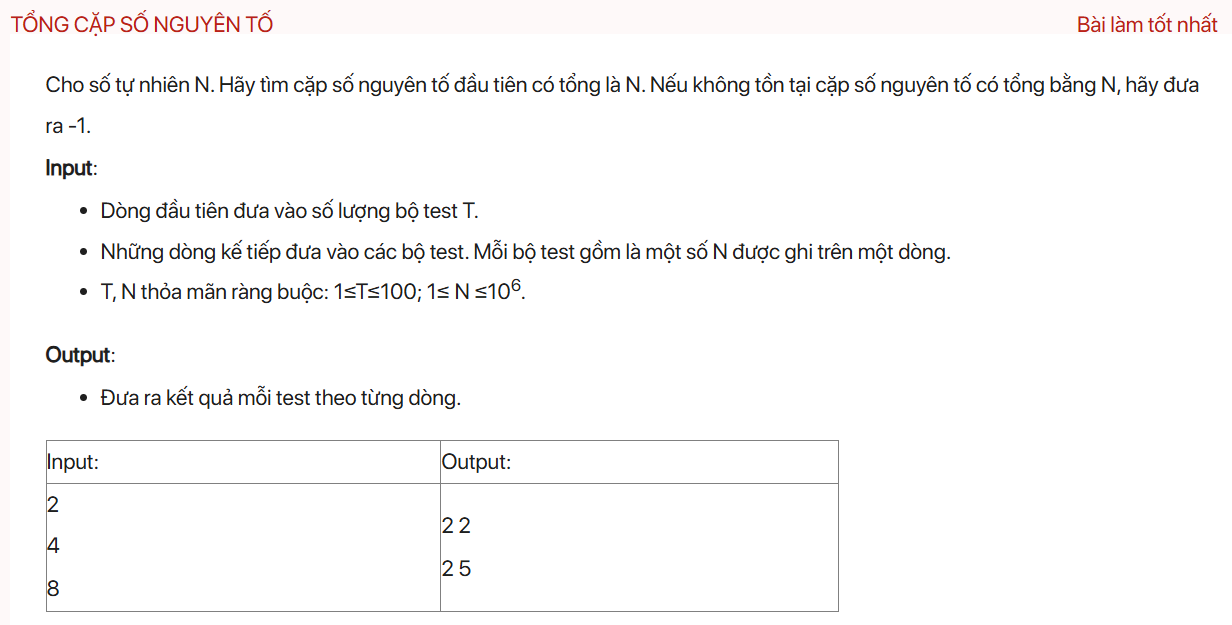 TỔNG CẶP SỐ NGUYÊN TỐ Bài làm tốt nhất
Cho số tự nhiên N. Hãy tìm cặp số nguyên tố đầu tiên có tổng là N. Nếu không tồn tại cặp số nguyên tố có tổng bằng N, hãy đưa
ra -1.
Input:
• Dòng đầu tiên đưa vào số lượng bộ test T.
• Những dòng kế tiếp đưa vào các bộ test. Mỗi bộ test gồm là một số N được ghi trên một dòng.
• T, N thỏa mãn ràng buộc: 1≤T≤100; 1≤ N ≤10⁶.
Output:
• Đưa ra kết quả mỗi test theo từng dòng.
Input: Output:
2
2 2
4
2 5
8